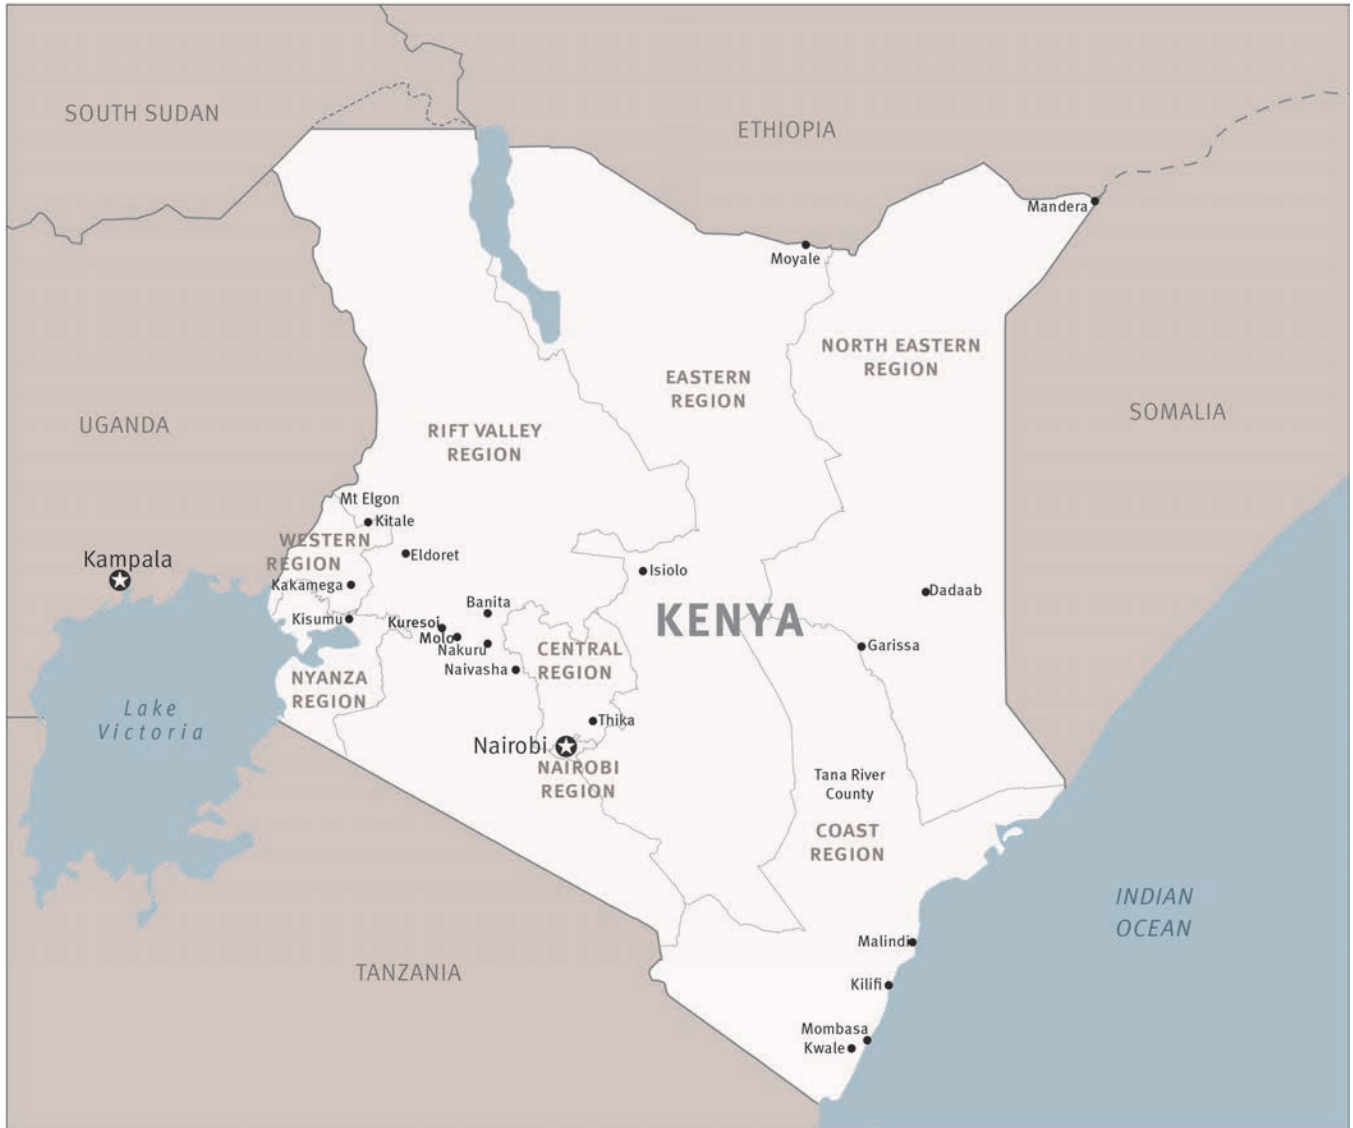 SOUTH SUDAN
ETHIOPIA
Mandera
Moyale
NORTH EASTERN
REGION
EASTERN
REGION
SOMALIA
UGANDA
RIFT VALLEY
REGION
Mt Elgon
Kitale
WESTERN
REGION
Eldoret
Kampala
Kakamega
Isiolo
Dadaab
Banita
KENYA
Kisumu
Kuresoi
Molo
Nakuru
Garissa
CENTRAL
REGION
Naivasha
NYANZA
REGION
Lake
Victoria
Thika
Nairobi
NAIROBI
REGION
Tana River
County
COAST
REGION
INDIAN
OCEAN
Malindi
TANZANIA
Kilifi
Mombasa
Kwale